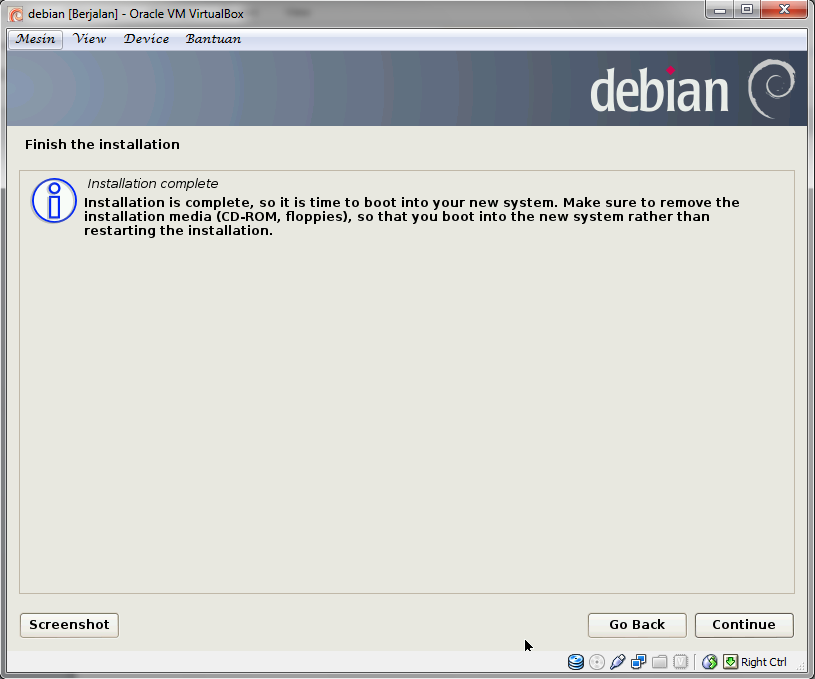 debian [Berjalan] - Oracle VM VirtualBox
Mesin View Device Bantuan
debian
Finish the installation
Installation complete
Installation is complete, so it is time to boot into your new system. Make sure to remove the
installation media (CD-ROM, floppies), so that you boot into the new system rather than
restarting the installation.
Screenshot Go Back Continue
Right Ctrl